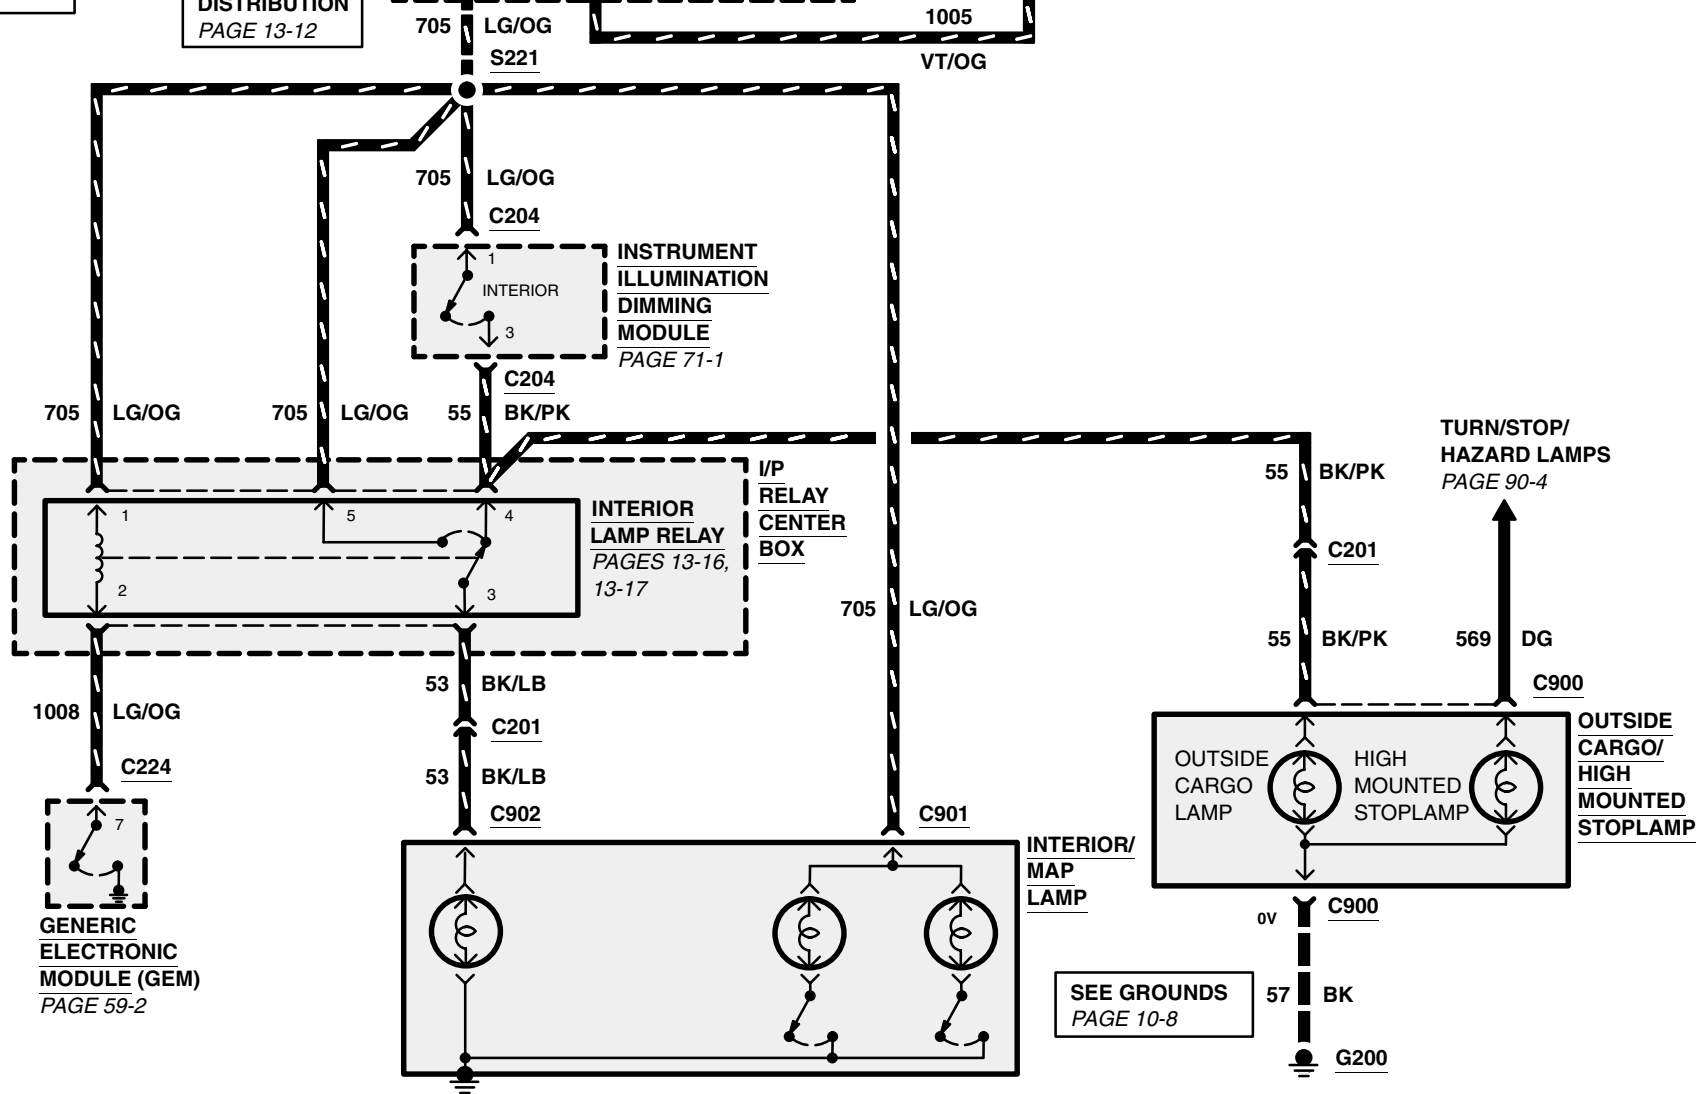 DISTRIBUTION
PAGE 13-12
705 LG/OG
1005
VT/OG
S221
705 LG/OG
C204
1
INTERIOR
3
INSTRUMENT
ILLUMINATION
DIMMING
MODULE
PAGE 71-1
C204
705 LG/OG
705 LG/OG
55 BK/PK
I/P
RELAY
CENTER
BOX
1
5
4
2
3
INTERIOR
LAMP RELAY
PAGES 13-16,
13-17
TURN/STOP/
HAZARD LAMPS
PAGE 90-4
55 BK/PK
C201
55 BK/PK
569 DG
C900
705 LG/OG
53 BK/LB
C201
53 BK/LB
C902
C901
1008 LG/OG
C224
7
GENERIC
ELECTRONIC
MODULE (GEM)
PAGE 59-2
INTERIOR/
MAP
LAMP
OUTSIDE
CARGO
LAMP
HIGH
MOUNTED
STOPLAMP
OUTSIDE
CARGO/
HIGH
MOUNTED
STOPLAMP
0V
C900
SEE GROUNDS
PAGE 10-8
57 BK
G200